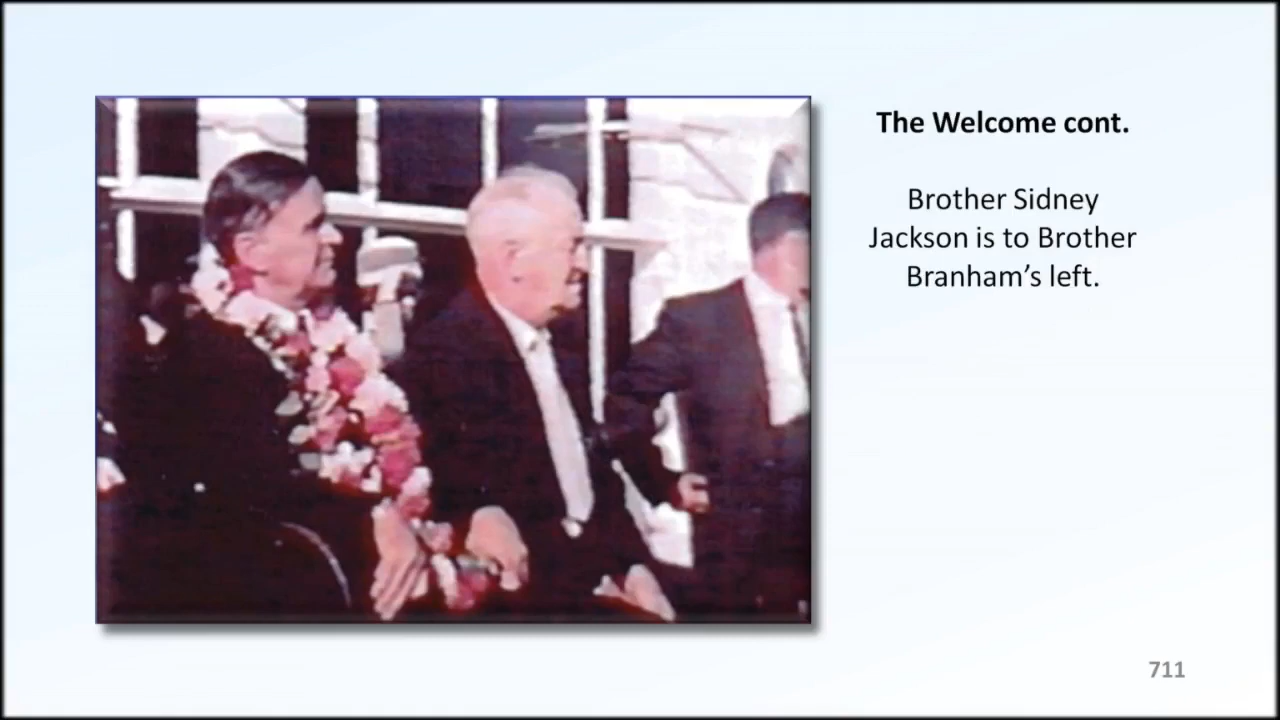 The Welcome cont.
Brother Sidney
Jackson is to Brother
Branham’s left.
711